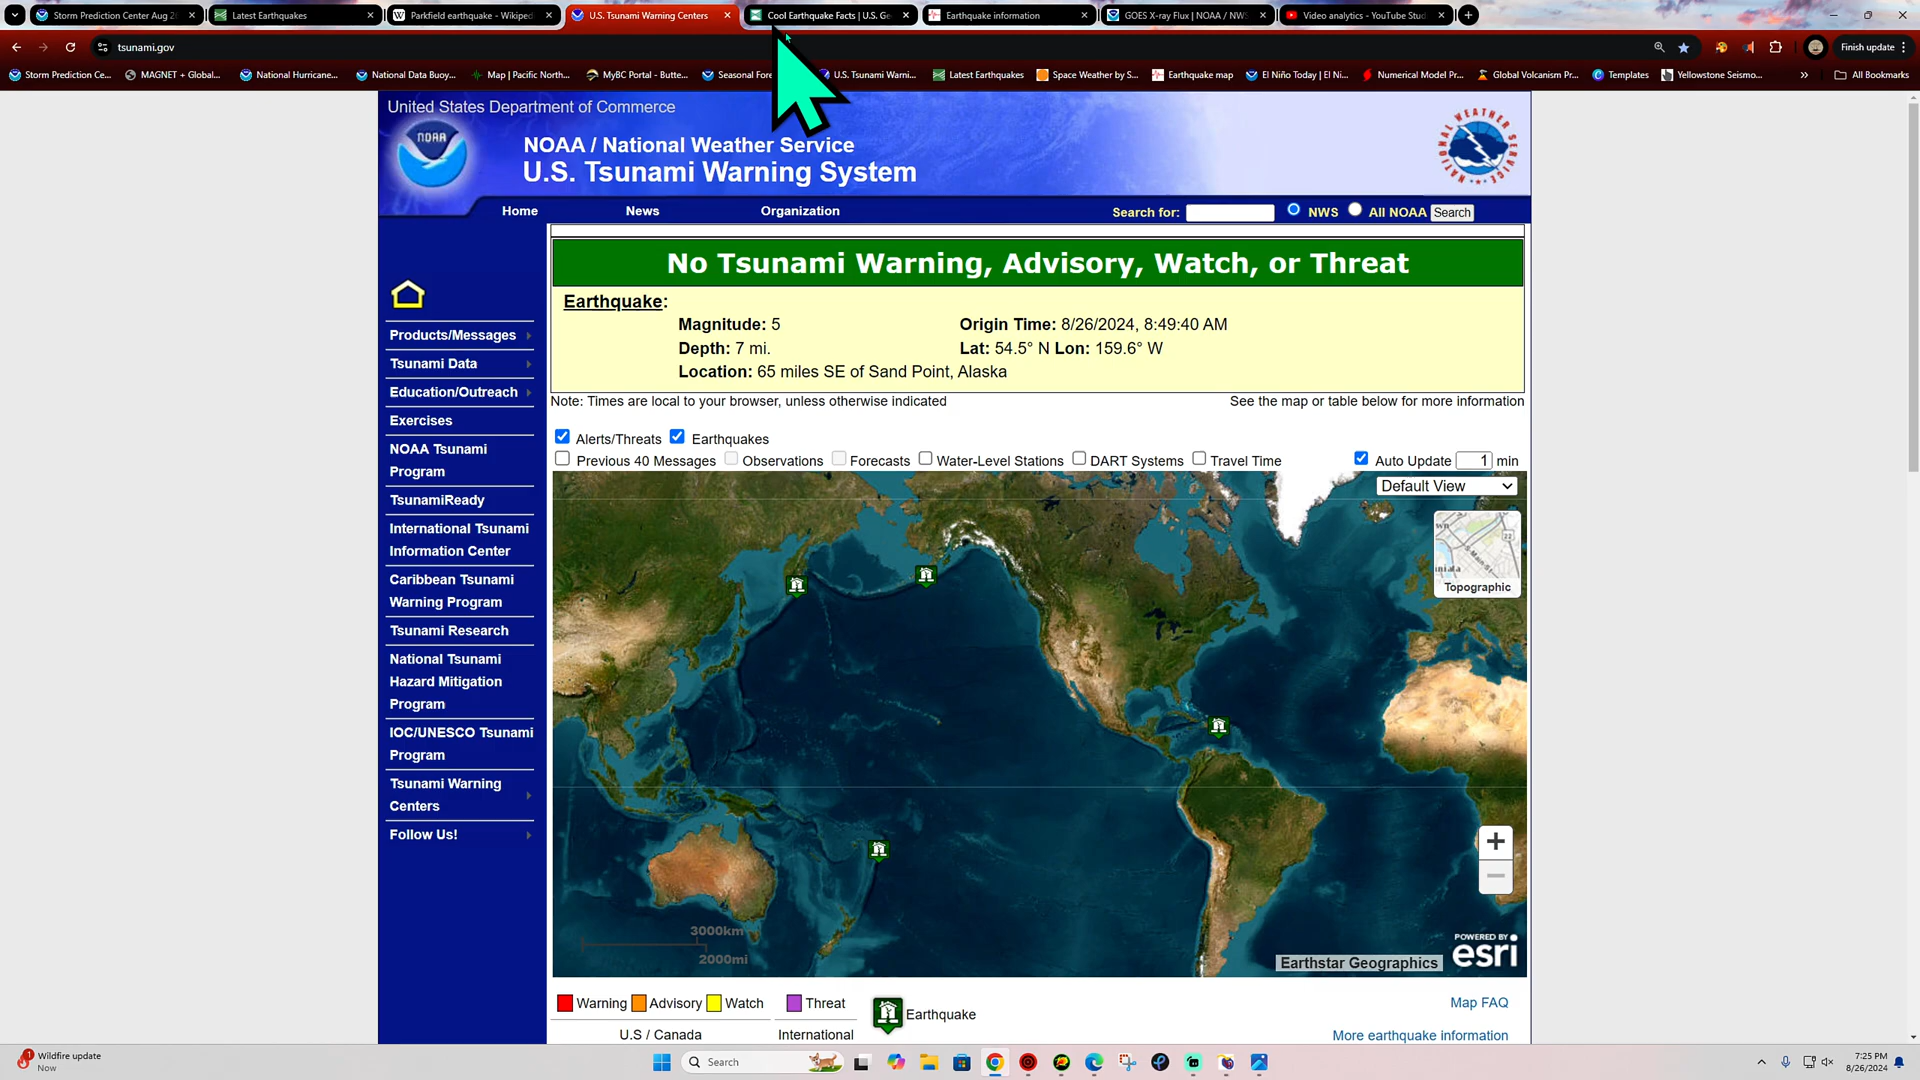 Storm Prediction Center Aug 26
Latest Earthquakes
Parkfield earthquake - Wikiped
U.S. Tsunami Warning Centers
Cool Earthquake Facts | U.S. Ge
Earthquake information
GOES X-ray Flux | NOAA / NWS
Video analytics - YouTube Stud
tsunami.gov
Finish update
Storm Prediction Ce...
MAGNET + Global...
National Hurricane...
National Data Buoy...
Map | Pacific North...
MyBC Portal - Butte...
Seasonal Fore
U.S. Tsunami Warni...
Latest Earthquakes
Space Weather by S...
Earthquake map
El Niño Today | El Ni...
Numerical Model Pr...
Global Volcanism Pr...
Templates
Yellowstone Seismo...
All Bookmarks
United States Department of Commerce
NOAA
NOAA / National Weather Service
U.S. Tsunami Warning System
NATIONAL WEATHER SERVICE
Home News Organization
Search for: NWS All NOAA Search
No Tsunami Warning, Advisory, Watch, or Threat
Earthquake:
Magnitude: 5 Origin Time: 8/26/2024, 8:49:40 AM
Depth: 7 mi. Lat: 54.5° N Lon: 159.6° W
Location: 65 miles SE of Sand Point, Alaska
Note: Times are local to your browser, unless otherwise indicated See the map or table below for more information
Alerts/Threats Earthquakes
Previous 40 Messages Observations Forecasts Water-Level Stations DART Systems Travel Time Auto Update 1 min
Default View
Topographic
Products/Messages
Tsunami Data
Education/Outreach
Exercises
NOAA Tsunami
Program
TsunamiReady
International Tsunami
Information Center
Caribbean Tsunami
Warning Program
Tsunami Research
National Tsunami
Hazard Mitigation
Program
IOC/UNESCO Tsunami
Program
Tsunami Warning
Centers
Follow Us!
+
−
3000km
2000mi
POWERED BY
esri
Earthstar Geographics
Warning Advisory Watch Threat Earthquake
U.S / Canada International
Map FAQ
More earthquake information
1
Wildfire update
Now
Search
7:25 PM
8/26/2024